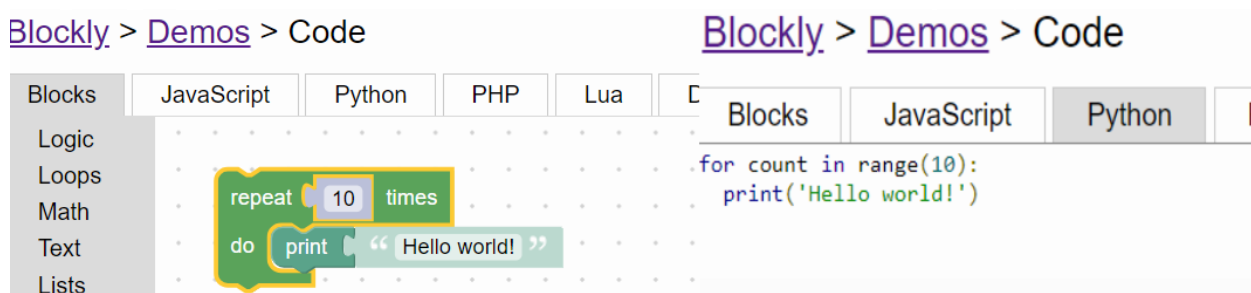 Blockly > Demos > Code
Blocks JavaScript Python PHP Lua
Logic
Loops
Math
Text
Lists
repeat 10 times
do print “ Hello world! ”
Blockly > Demos > Code
Blocks JavaScript Python
for count in range(10):
print('Hello world!')